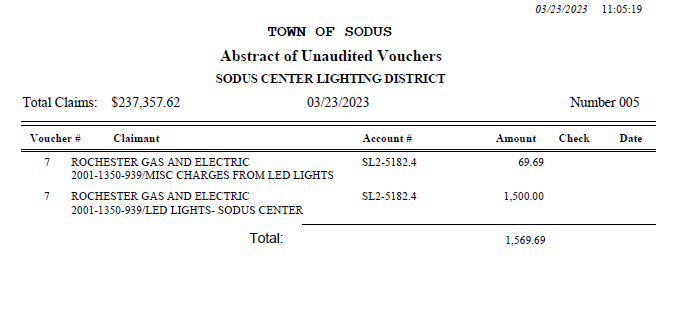 03/23/2023 11:05:19
TOWN OF SODUS
Abstract of Unaudited Vouchers
SODUS CENTER LIGHTING DISTRICT
Total Claims: $237,357.62 03/23/2023 Number 005
Voucher # Claimant Account # Amount Check Date
7 ROCHESTER GAS AND ELECTRIC SL2-5182.4 69.69
2001-1350-939/MISC CHARGES FROM LED LIGHTS
7 ROCHESTER GAS AND ELECTRIC SL2-5182.4 1,500.00
2001-1350-939/LED LIGHTS- SODUS CENTER
Total: 1,569.69